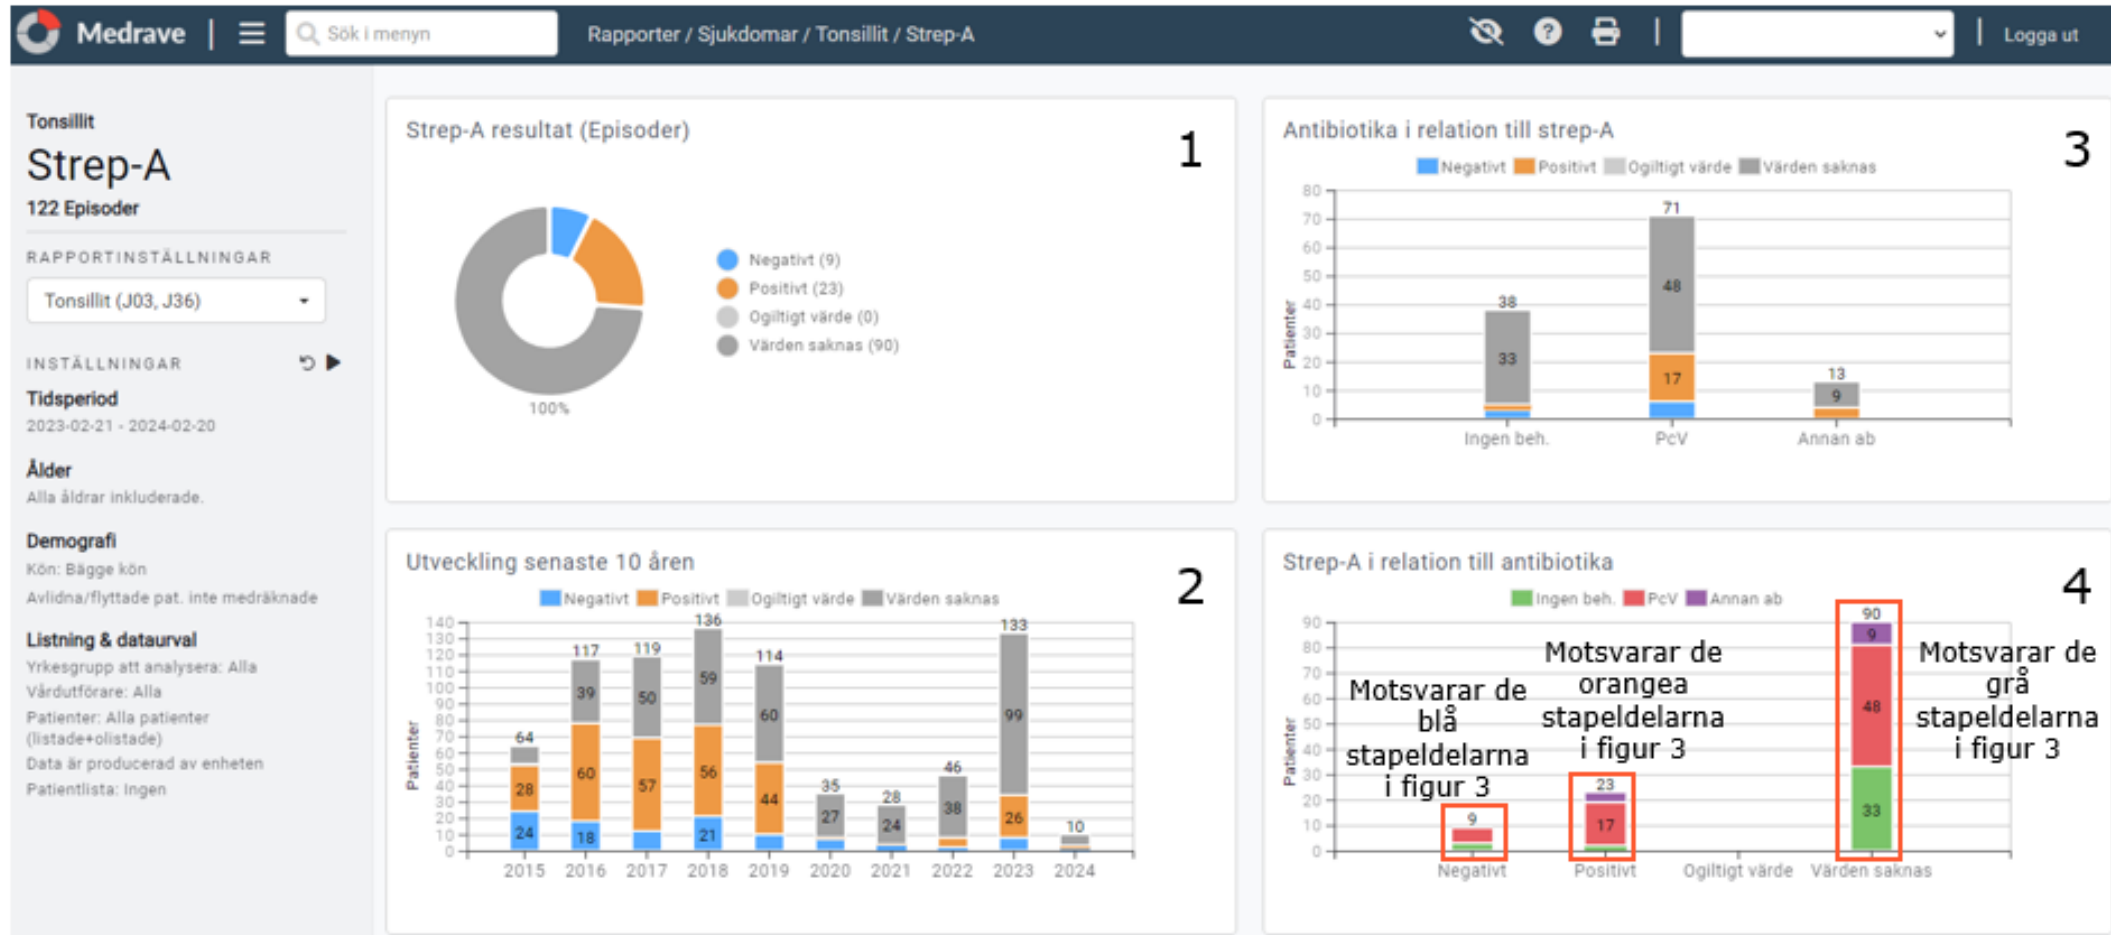 Medrave
Sök i menyn
Rapporter / Sjukdomar / Tonsillit / Strep-A
?
Logga ut
Tonsillit
Strep-A
122 Episoder
RAPPORTINSTÄLLNINGAR
Tonsillit (J03, J36)
INSTÄLLNINGAR
Tidsperiod
2023-02-21 - 2024-02-20
Ålder
Alla åldrar inkluderade.
Demografi
Kön: Bägge kön
Avlidna/flyttade pat. inte medräknade
Listning & dataurval
Yrkesgrupp att analysera: Alla
Vårdutförare: Alla
Patienter: Alla patienter
(listade+olistade)
Data är producerad av enheten
Patientlista: Ingen
Strep-A resultat (Episoder)
1
Negativt (9)
Positivt (23)
Ogiltigt värde (0)
Värden saknas (90)
100%
Antibiotika i relation till strep-A
3
Negativt Positivt Ogiltigt värde Värden saknas
Patienter
80
70
60
50
40
30
20
10
0
38
33
71
48
17
13
9
Ingen beh. PcV Annan ab
Utveckling senaste 10 åren
2
Negativt Positivt Ogiltigt värde Värden saknas
Patienter
140
130
120
110
100
90
80
70
60
50
40
30
20
10
0
64
28
24
117
39
60
18
119
50
57
136
59
56
21
114
60
44
35
27
28
24
46
38
133
99
26
10
2015 2016 2017 2018 2019 2020 2021 2022 2023 2024
Strep-A i relation till antibiotika
4
Ingen beh. PcV Annan ab
Patienter
90
80
70
60
50
40
30
20
10
0
Motsvarar de
blå
stapeldelarna
i figur 3
9
Motsvarar de
orangea
stapeldelarna
i figur 3
23
17
90
9
48
33
Motsvarar de
grå
stapeldelarna
i figur 3
Negativt Positivt Ogiltigt värde Värden saknas